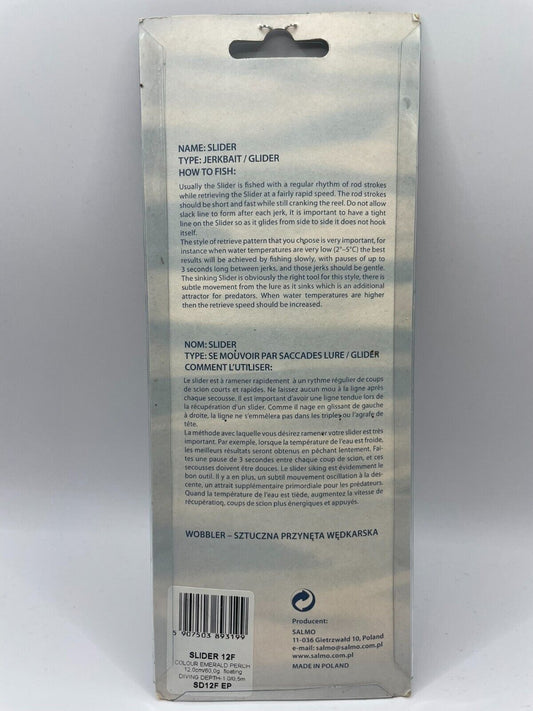 NAME: SLIDER
TYPE: JERKBAIT / GLIDER
HOW TO FISH:
Usually the Slider is fished with a regular rhythm of rod strokes
while retrieving the Slider at a fairly rapid speed. The rod strokes
should be short and fast while still cranking the reel. Do not allow
slack line to form after each jerk, it is important to have a tight
line on the Slider so as it glides from side to side it does not hook
itself.
The style of retrieve pattern that you choose is very important, for
instance when water temperatures are very low (2°–5°C) the best
results will be achieved by fishing slowly, with pauses of up to
3 seconds long between jerks, and those jerks should be gentle.
The sinking Slider is obviously the right tool for this style, there is
subtle movement from the lure as it sinks which is an additional
attractor for predators. When water temperatures are higher
then the retrieve speed should be increased.
NOM: SLIDER
TYPE: SE MOUVOIR PAR SACCADES LURE / GLIDER
COMMENT L'UTILISER:
Le slider est à ramener rapidement à un rythme régulier de coups
de scion courts et rapides. Ne laissez aucun mou à la ligne après
chaque secousse. Il est important d'avoir une ligne tendue lors de
la récupération d'un slider. Comme il nage en glissant de gauche
à droite, la ligne ne s'emmêlera pas dans les triples ou l'agrafe de
tête.
La méthode avec laquelle vous désirez ramener votre slider est très
important. Par exemple, lorsque la température de l'eau est froide,
les meilleurs résultats seront obtenus en pêchant lentement. Fai-
tes une pause de 3 secondes entre chaque coup de scion, et ces
secousses doivent être douces. Le slider siking est évidemment le
bon outil. Il y a en plus, un subtil mouvement oscillation à la des-
cente, un attrait supplémentaire primordiale pour les prédateurs.
Quand la température de l'eau est tiède, augmentez la vitesse de
récupération, coups de scion plus énergiques et appuyés.
WOBBLER – SZTUCZNA PRZYNĘTA WĘDKARSKA
Producent:
SALMO
11-036 Gietrzwałd 10, Poland
e-mail: salmo@salmo.com.pl
www.salmo.com.pl
MADE IN POLAND
5 907503 893199
SLIDER 12F
COLOUR EMERALD PERCH
12,0cm/60,0g. floating
DIVING DEPTH-1,0/0,5m
SD12F EP